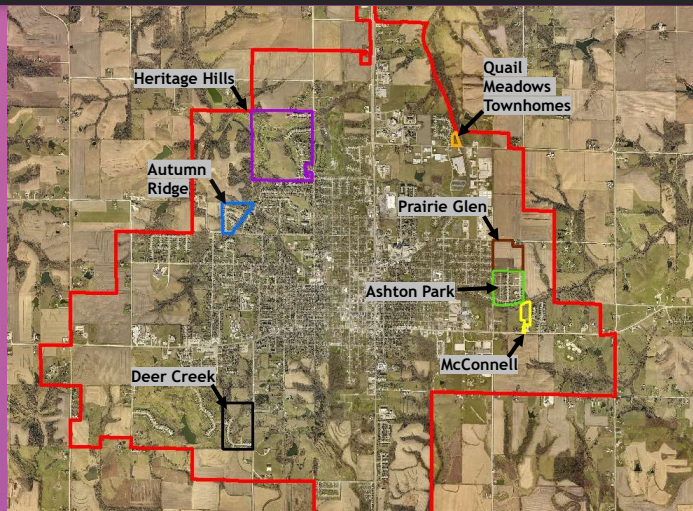 Quail
Meadows
Townhomes
Heritage Hills
Autumn
Ridge
Prairie Glen
Ashton Park
McConnell
Deer Creek